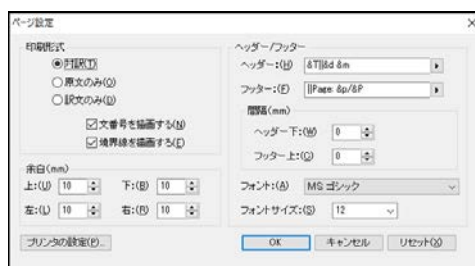 ページ設定
印刷形式
対訳(T)
原文のみ(O)
訳文のみ(D)
文番号を描画する(N)
境界線を描画する(E)
余白(mm)
上:(U) 10 下:(B) 10
左:(L) 10 右:(R) 10
プリンタの設定(P)...
ヘッダー/フッター
ヘッダー:(H) &T||&d &m
フッター:(F) ||Page: &p/&P
間隔(mm)
ヘッダー下:(W) 0
フッター上:(G) 0
フォント:(A) MS ゴシック
フォントサイズ:(S) 12
OK キャンセル リセット(X)